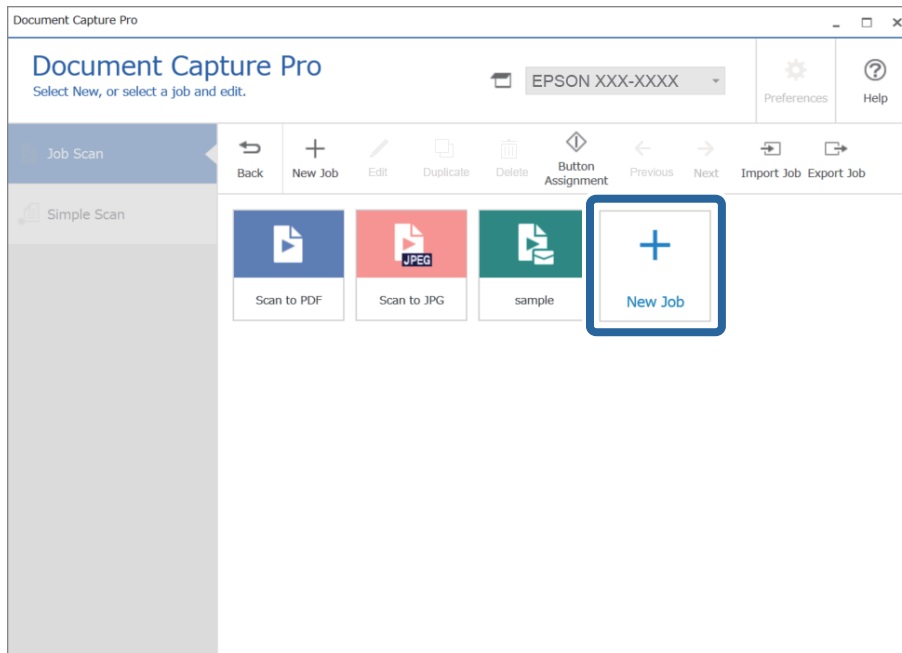 Document Capture Pro
Document Capture Pro
Select New, or select a job and edit.
EPSON XXX-XXXX
Preferences
Help
Job Scan
Simple Scan
Back
New Job
Edit
Duplicate
Delete
Button
Assignment
Previous
Next
Import Job
Export Job
JPEG
Scan to PDF
Scan to JPG
sample
New Job